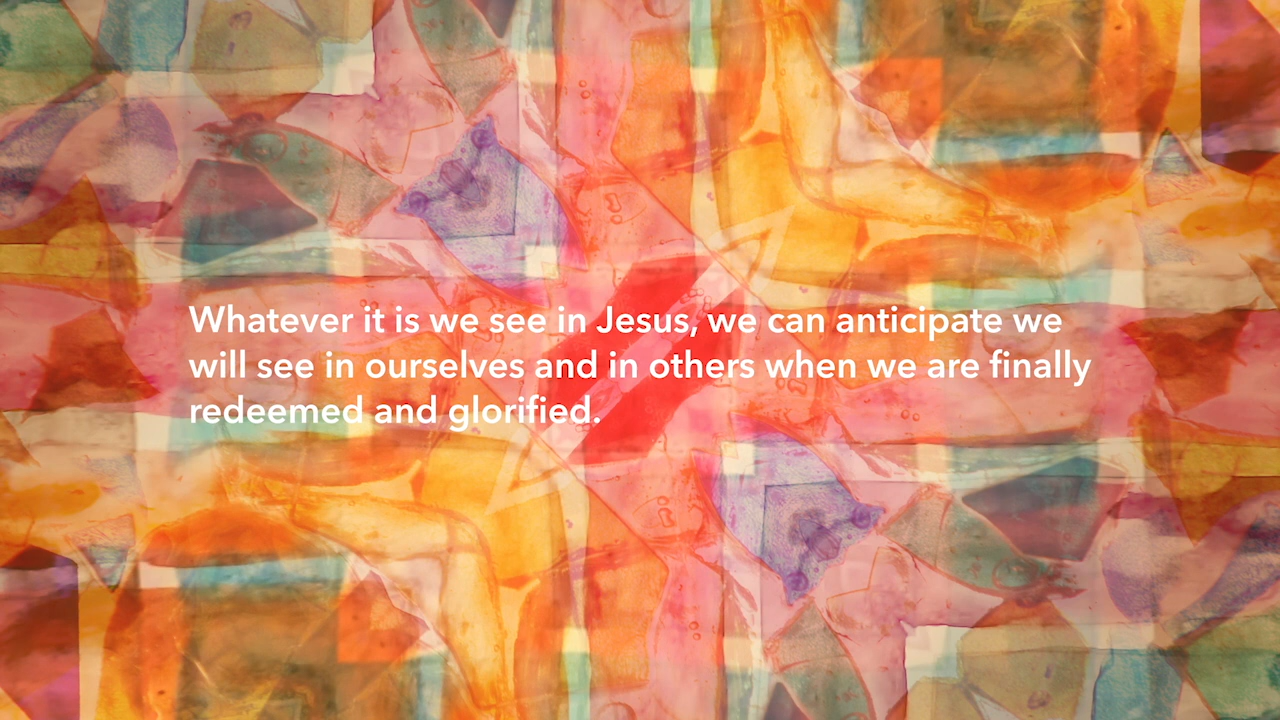 Whatever it is we see in Jesus, we can anticipate we
will see in ourselves and in others when we are finally
redeemed and glorified.